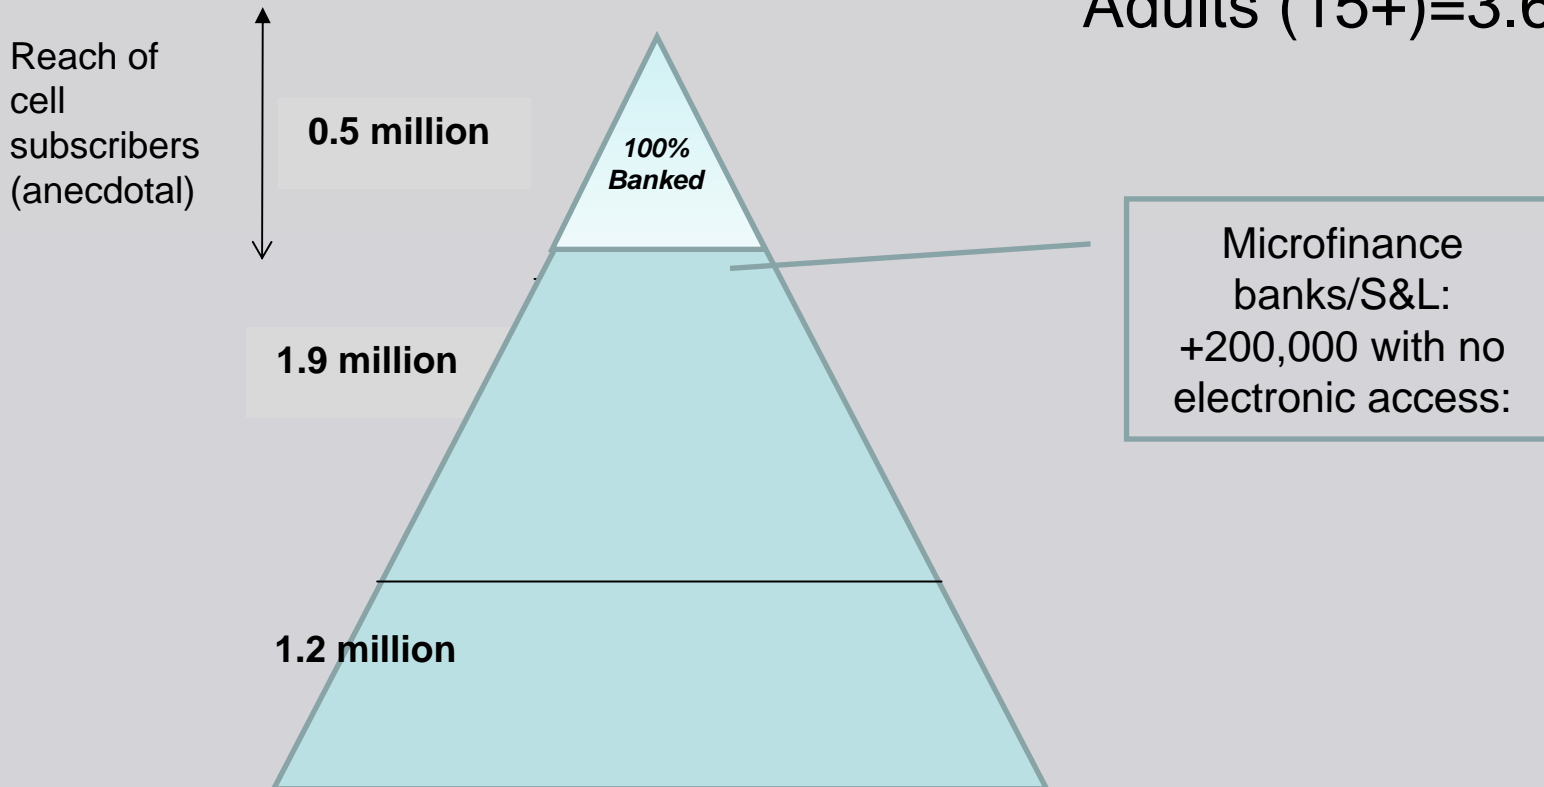 Adults (15+)=3.6
Reach of
cell
subscribers
(anecdotal)
0.5 million
100%
Banked
Microfinance
banks/S&L:
+200,000 with no
electronic access:
1.9 million
1.2 million